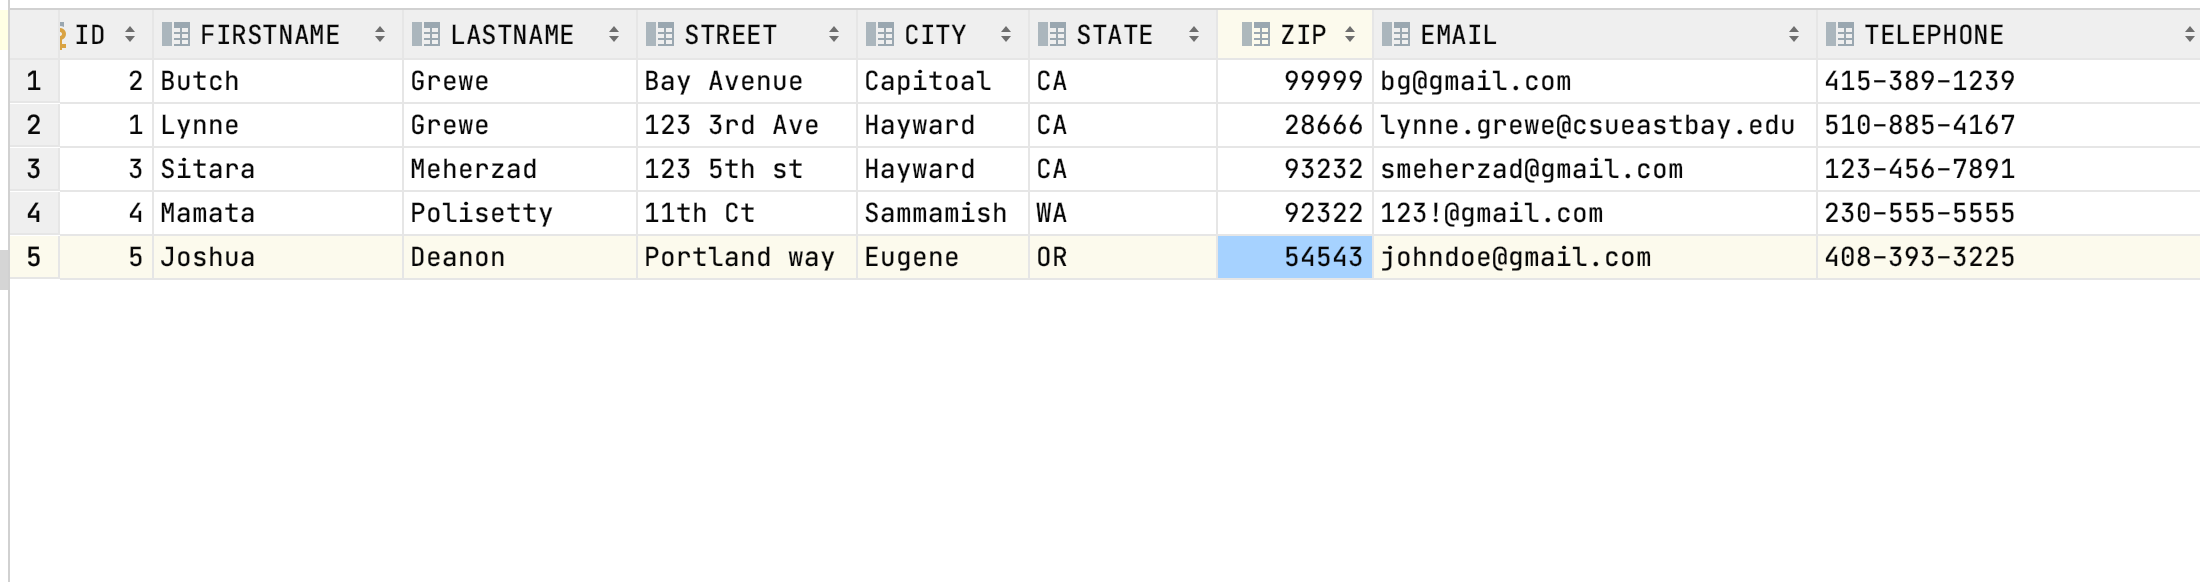 ID FIRSTNAME LASTNAME STREET CITY STATE ZIP EMAIL TELEPHONE
1 2 Butch Grewe Bay Avenue Capitoal CA 99999 bg@gmail.com 415-389-1239
2 1 Lynne Grewe 123 3rd Ave Hayward CA 28666 lynne.grewe@csueastbay.edu 510-885-4167
3 3 Sitara Meherzad 123 5th st Hayward CA 93232 smeherzad@gmail.com 123-456-7891
4 4 Mamata Polisetty 11th Ct Sammamish WA 92322 123!@gmail.com 230-555-5555
5 5 Joshua Deanon Portland way Eugene OR 54543 johndoe@gmail.com 408-393-3225